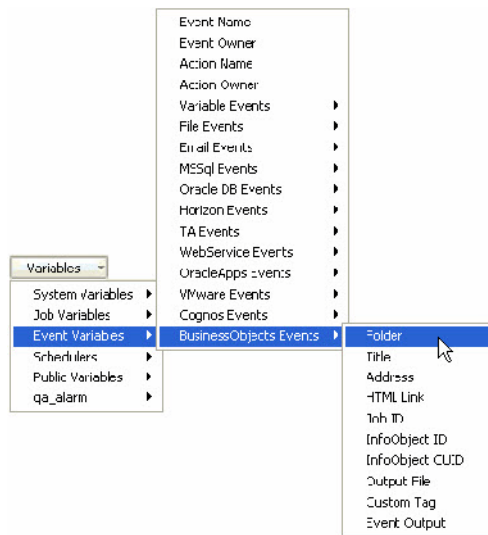 Event Name
Event Owner
Action Name
Action Owner
Variable Events
File Events
Email Events
MSSql Events
Oracle DB Events
Horizon Events
TA Events
WebService Events
OracleApps Events
VMware Events
Cognos Events
BusinessObjects Events
Variables
System Variables
Job Variables
Event Variables
Schedulers
Public Variables
qa_alarm
Folder
Title
Address
HTML Link
Job ID
InfoObject ID
InfoObject CUID
Output File
Custom Tag
Event Output